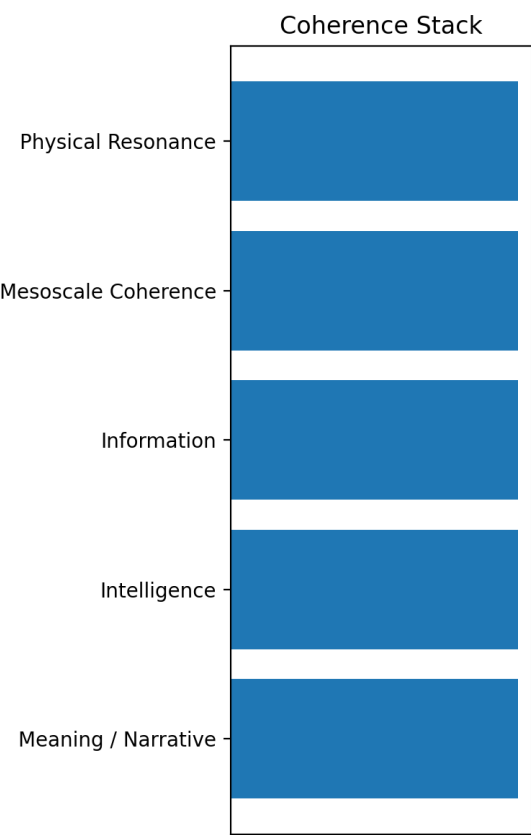 Coherence Stack
Physical Resonance
Mesoscale Coherence
Information
Intelligence
Meaning / Narrative